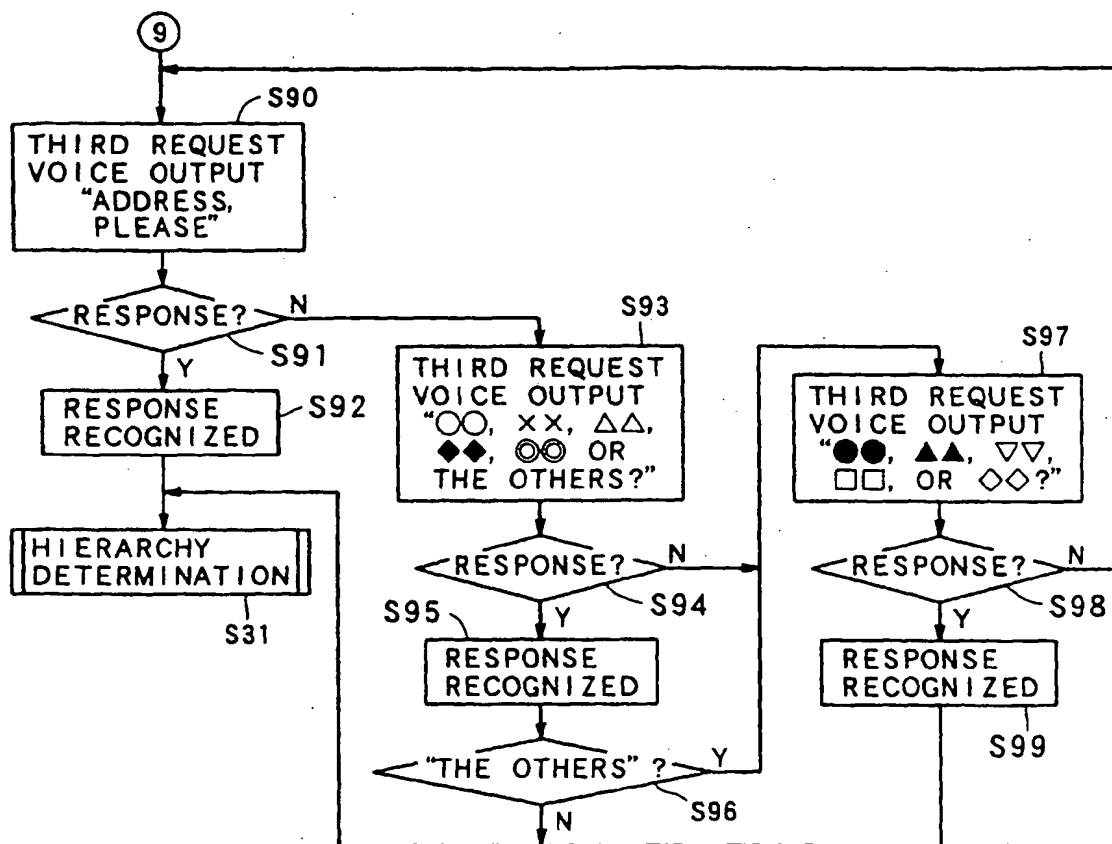 9
S90
THIRD REQUEST
VOICE OUTPUT
“ADDRESS,
PLEASE”
RESPONSE?
N
S91
Y
RESPONSE
RECOGNIZED
S92
HIERARCHY
DETERMINATION
S31
S93
THIRD REQUEST
VOICE OUTPUT
“○○, ××, △△,
◆◆, ◎◎ OR
THE OTHERS?”
RESPONSE?
N
S94
Y
S95
RESPONSE
RECOGNIZED
“THE OTHERS” ?
Y
S96
N
S97
THIRD REQUEST
VOICE OUTPUT
“●●, ▲▲, ▽▽,
□□, OR ◇◇?”
RESPONSE?
N
S98
Y
RESPONSE
RECOGNIZED
S99